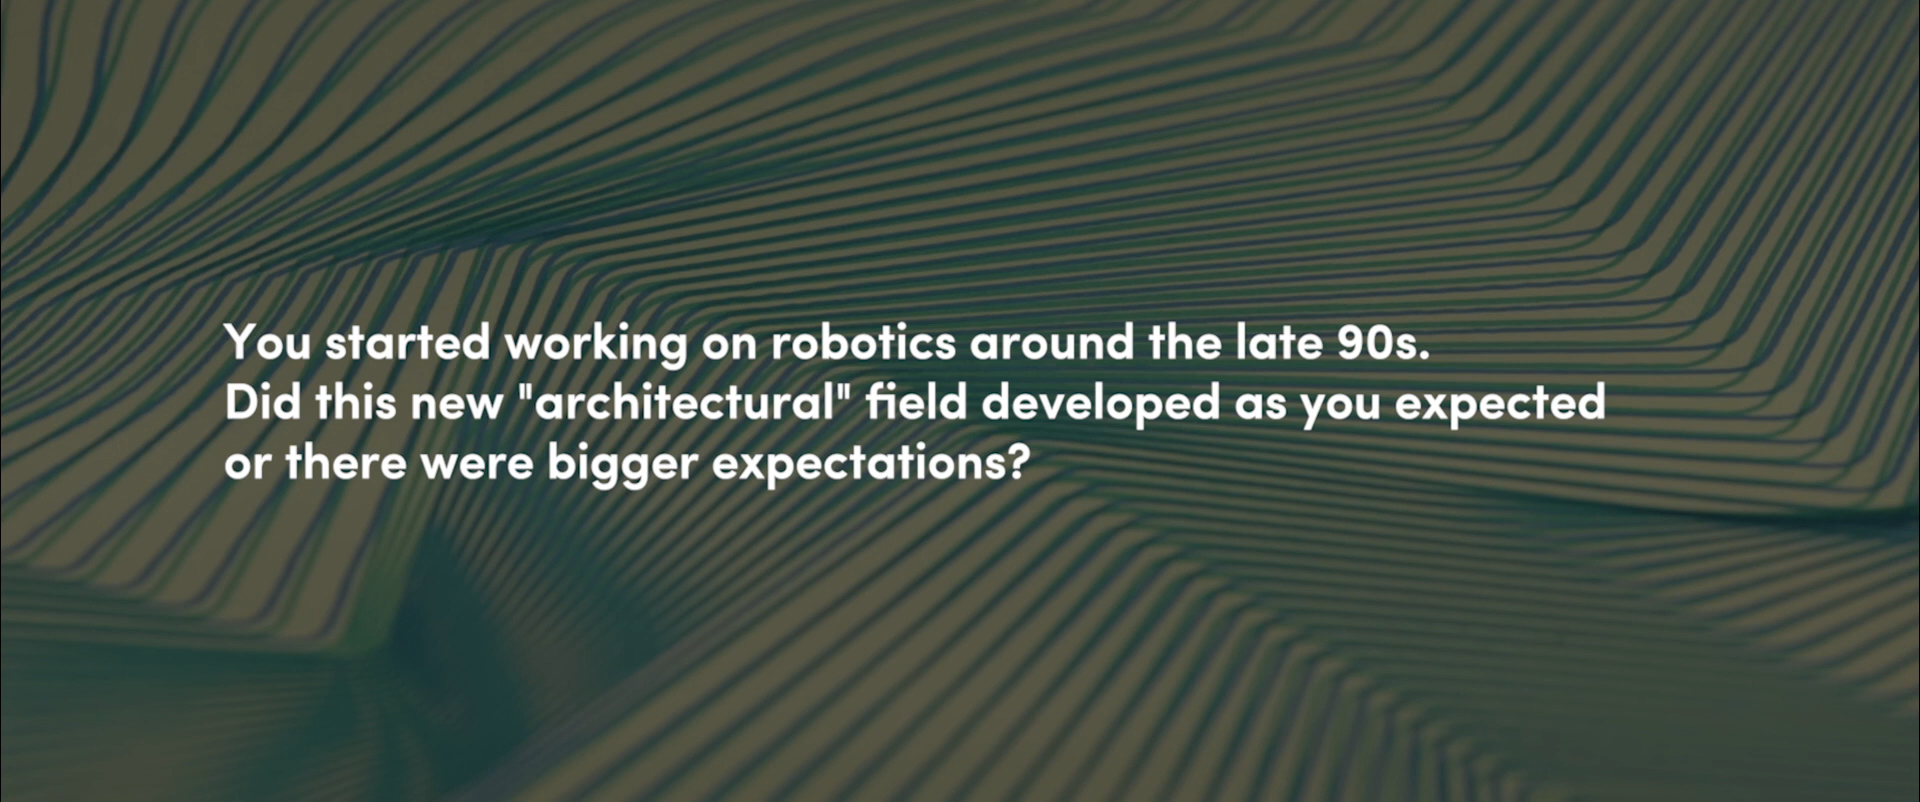 You started working on robotics around the late 90s.
Did this new "architectural" field developed as you expected
or there were bigger expectations?